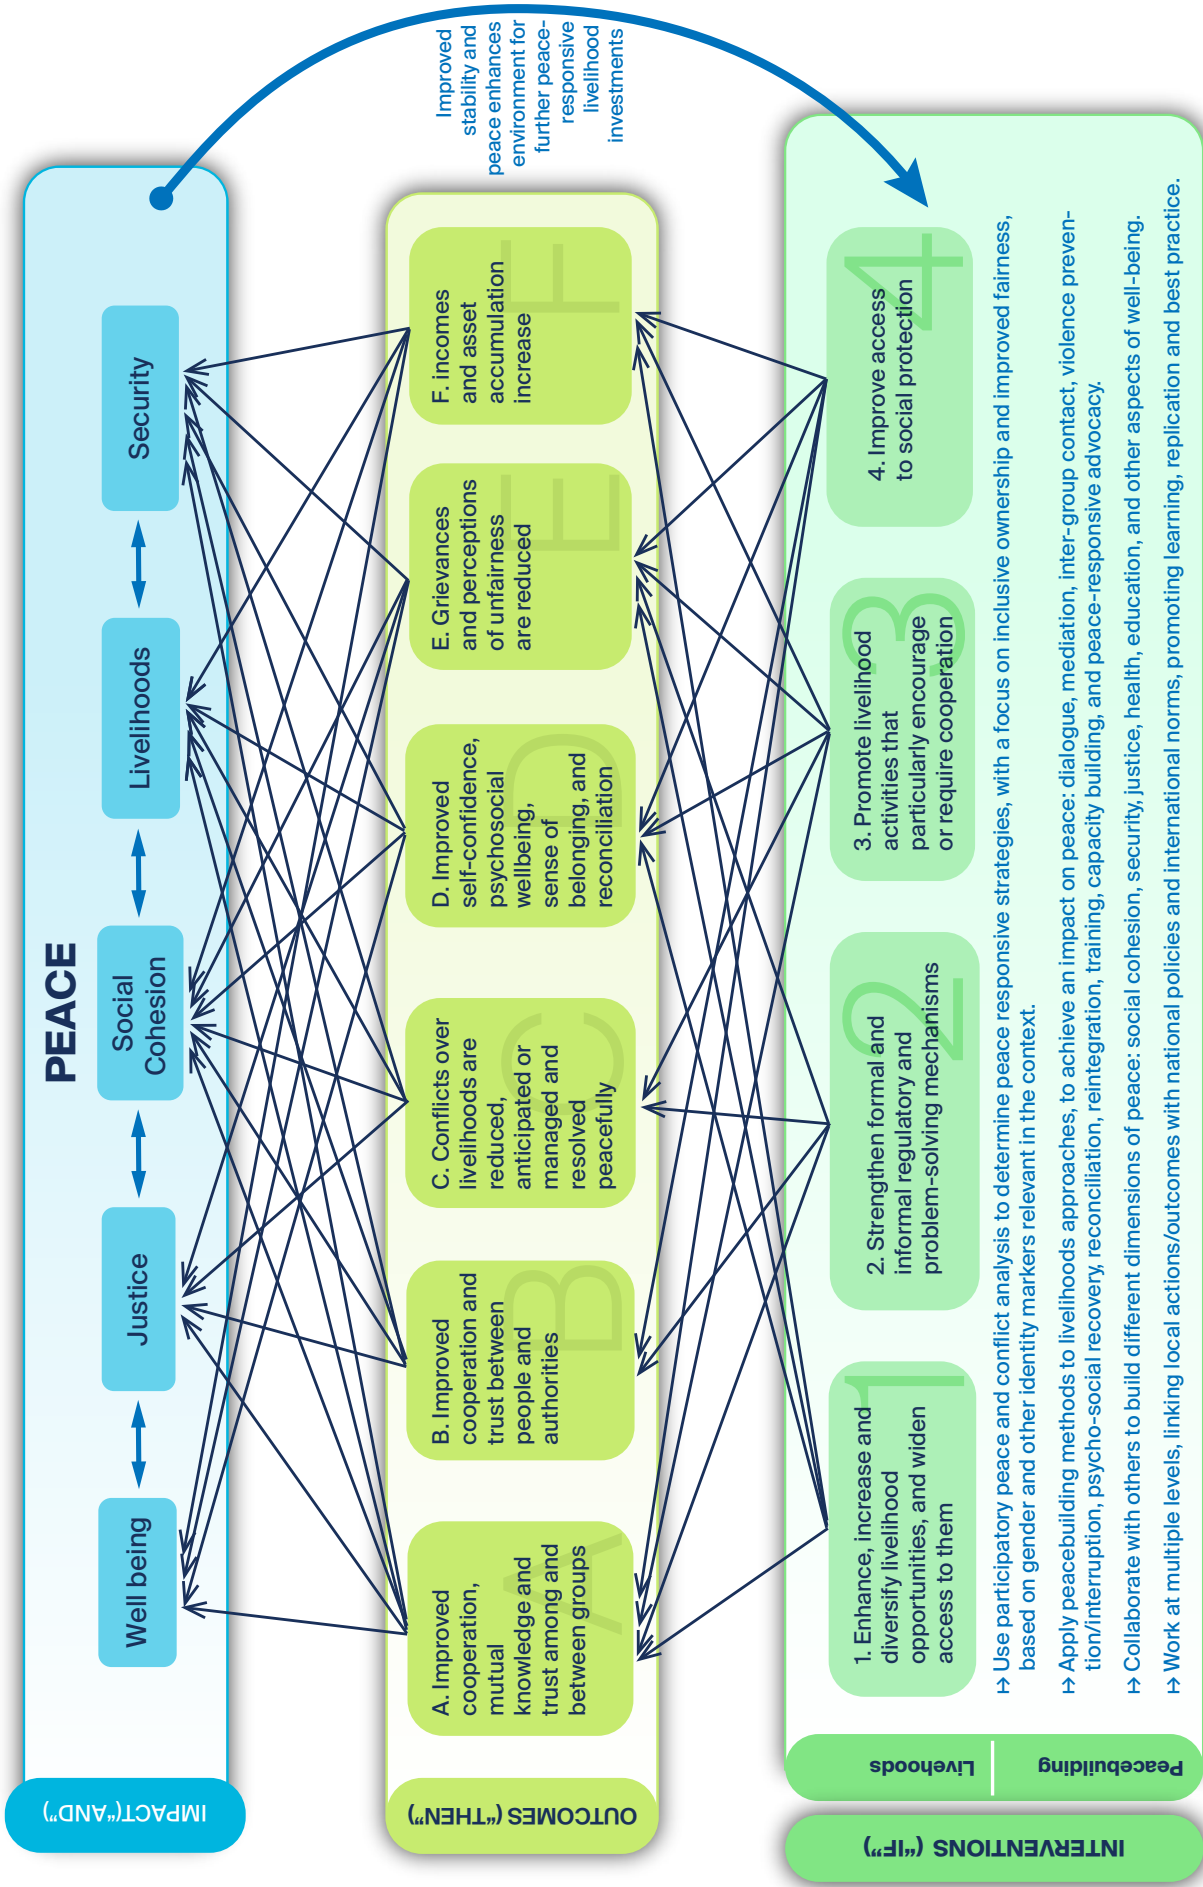 IMPACT(“AND”)
PEACE
Well being
Justice
Social
Cohesion
Livelihoods
Security
Improved
stability and
peace enhances
environment for
further peace-
responsive
livelihood
investments
OUTCOMES (“THEN”)
A
A. Improved
cooperation,
mutual
knowledge and
trust among and
between groups
B
B. Improved
cooperation and
trust between
people and
authorities
C
C. Conflicts over
livelihoods are
reduced,
anticipated or
managed and
resolved
peacefully
D
D. Improved
self-confidence,
psychosocial
wellbeing,
sense of
belonging, and
reconciliation
E
E. Grievances
and perceptions
of unfairness
are reduced
F
F. incomes
and asset
accumulation
increase
INTERVENTIONS (“IF”)
Livehoods
Peacebuilding
1
1. Enhance, increase and
diversify livelihood
opportunities, and widen
access to them
2
2. Strengthen formal and
informal regulatory and
problem-solving mechanisms
3
3. Promote livelihood
activities that
particularly encourage
or require cooperation
4
4. Improve access
to social protection
↦ Use participatory peace and conflict analysis to determine peace responsive strategies, with a focus on inclusive ownership and improved fairness,
based on gender and other identity markers relevant in the context.
↦ Apply peacebuilding methods to livelihoods approaches, to achieve an impact on peace: dialogue, mediation, inter-group contact, violence preven-
tion/interruption, psycho-social recovery, reconciliation, reintegration, training, capacity building, and peace-responsive advocacy.
↦ Collaborate with others to build different dimensions of peace: social cohesion, security, justice, health, education, and other aspects of well-being.
↦ Work at multiple levels, linking local actions/outcomes with national policies and international norms, promoting learning, replication and best practice.